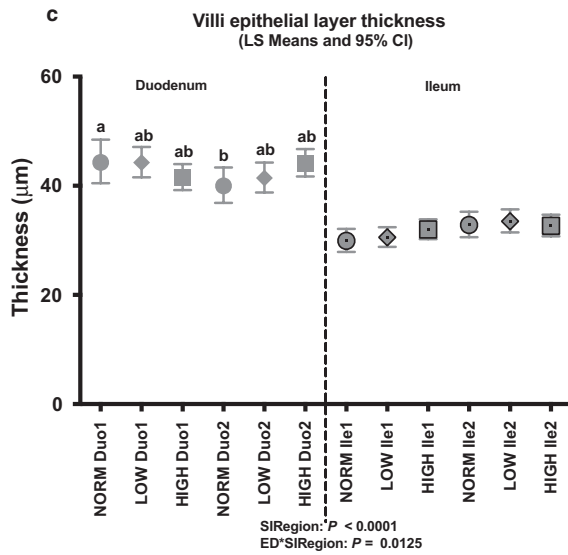 c
Villi epithelial layer thickness
(LS Means and 95% CI)
Duodenum
Ileum
Thickness (µm)
60
40
20
0
a
ab
ab
b
ab
ab
NORM Duo1
LOW Duo1
HIGH Duo1
NORM Duo2
LOW Duo2
HIGH Duo2
NORM Ile1
LOW Ile1
HIGH Ile1
NORM Ile2
LOW Ile2
HIGH Ile2
SIRegion: P < 0.0001
ED*SIRegion: P = 0.0125